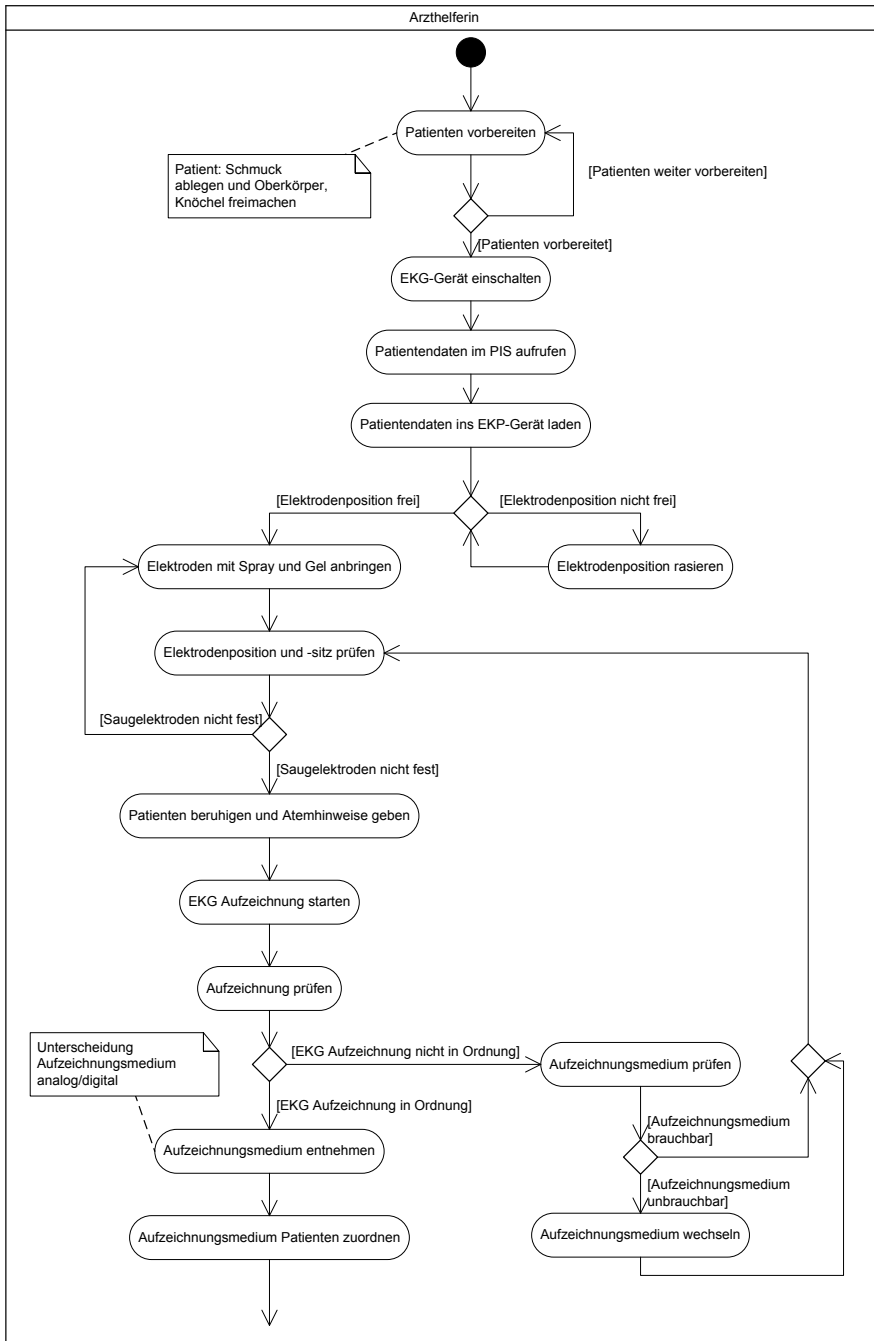 Arzthelferin
Patienten vorbereiten
Patient: Schmuck
ablegen und Oberkörper,
Knöchel freimachen
[Patienten weiter vorbereiten]
[Patienten vorbereitet]
EKG-Gerät einschalten
Patientendaten im PIS aufrufen
Patientendaten ins EKP-Gerät laden
[Elektrodenposition frei]
[Elektrodenposition nicht frei]
Elektroden mit Spray und Gel anbringen
Elektrodenposition rasieren
Elektrodenposition und -sitz prüfen
[Saugelektroden nicht fest]
[Saugelektroden nicht fest]
Patienten beruhigen und Atemhinweise geben
EKG Aufzeichnung starten
Aufzeichnung prüfen
Unterscheidung
Aufzeichnungsmedium
analog/digital
[EKG Aufzeichnung nicht in Ordnung]
Aufzeichnungsmedium prüfen
[EKG Aufzeichnung in Ordnung]
[Aufzeichnungsmedium
brauchbar]
Aufzeichnungsmedium entnehmen
[Aufzeichnungsmedium
unbrauchbar]
Aufzeichnungsmedium Patienten zuordnen
Aufzeichnungsmedium wechseln